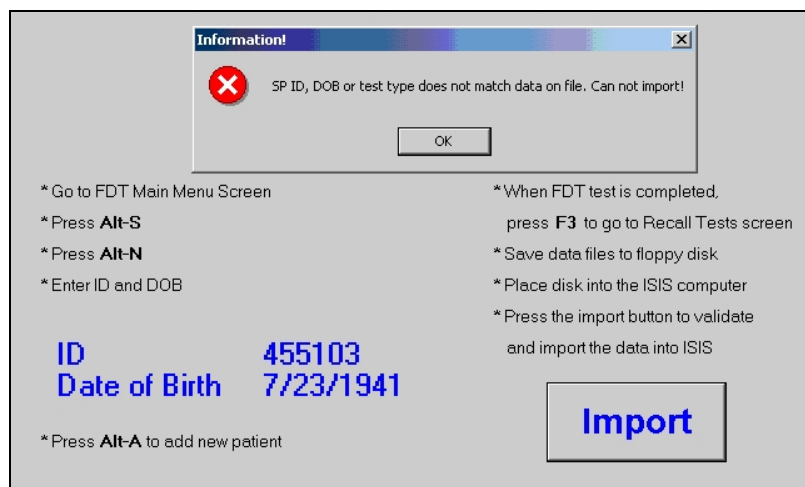 Information!
SP ID, DOB or test type does not match data on file. Can not import!
OK
*Go to FDT Main Menu Screen
*Press Alt-S
*Press Alt-N
*Enter ID and DOB
ID 455103
Date of Birth 7/23/1941
*Press Alt-A to add new patient
*When FDT test is completed,
press F3 to go to Recall Tests screen
*Save data files to floppy disk
*Place disk into the ISIS computer
*Press the import button to validate
and import the data into ISIS
Import